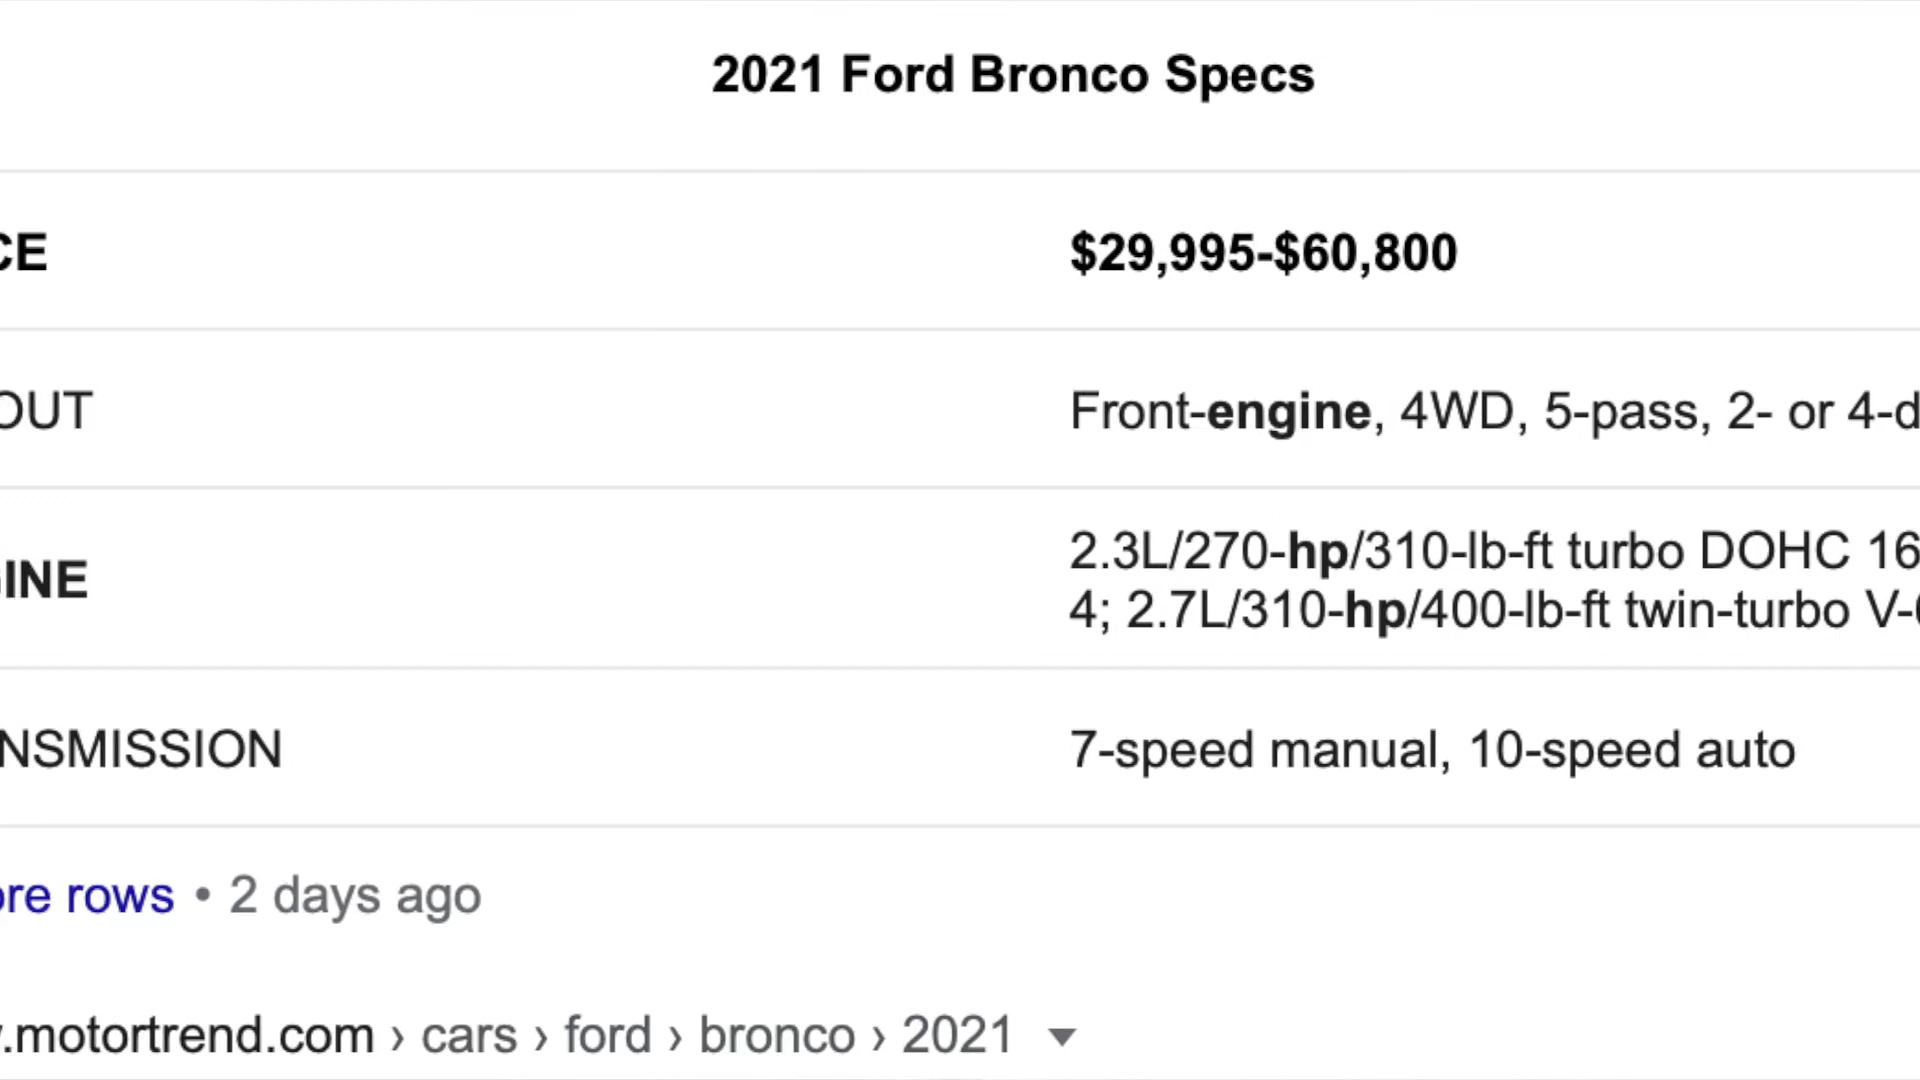 2021 Ford Bronco Specs
CE $29,995-$60,800
OUT Front-engine, 4WD, 5-pass, 2- or 4-d
INE 2.3L/270-hp/310-lb-ft turbo DOHC 16
4; 2.7L/310-hp/400-lb-ft twin-turbo V-
NSMISSION 7-speed manual, 10-speed auto
ore rows • 2 days ago
.motortrend.com › cars › ford › bronco › 2021